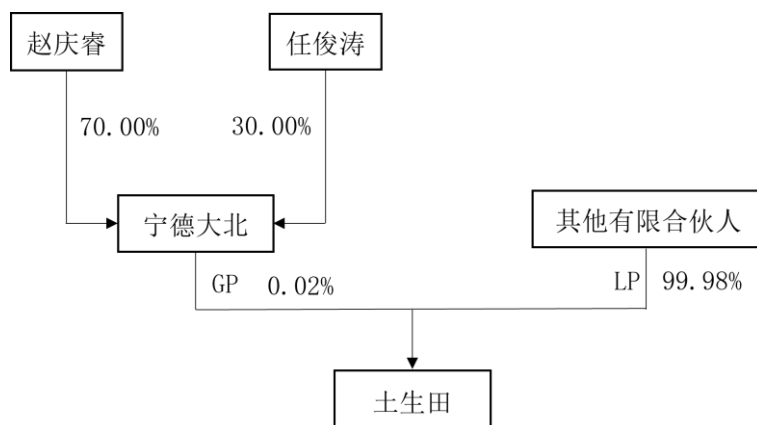 赵庆睿
任俊涛
70.00%
30.00%
宁德大北
其他有限合伙人
GP 0.02%
LP 99.98%
土生田